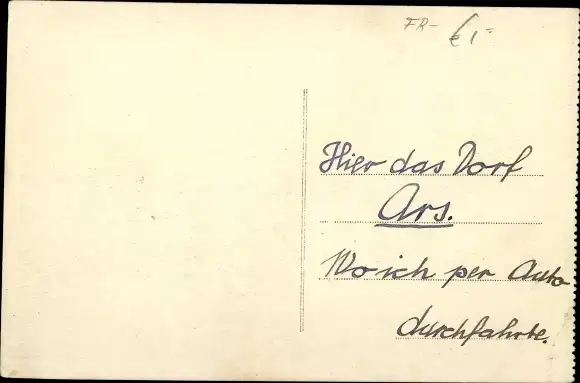 FR- € 1-
Hier das Dorf
Ars.
Wo ich per Auto
durchfahrte.